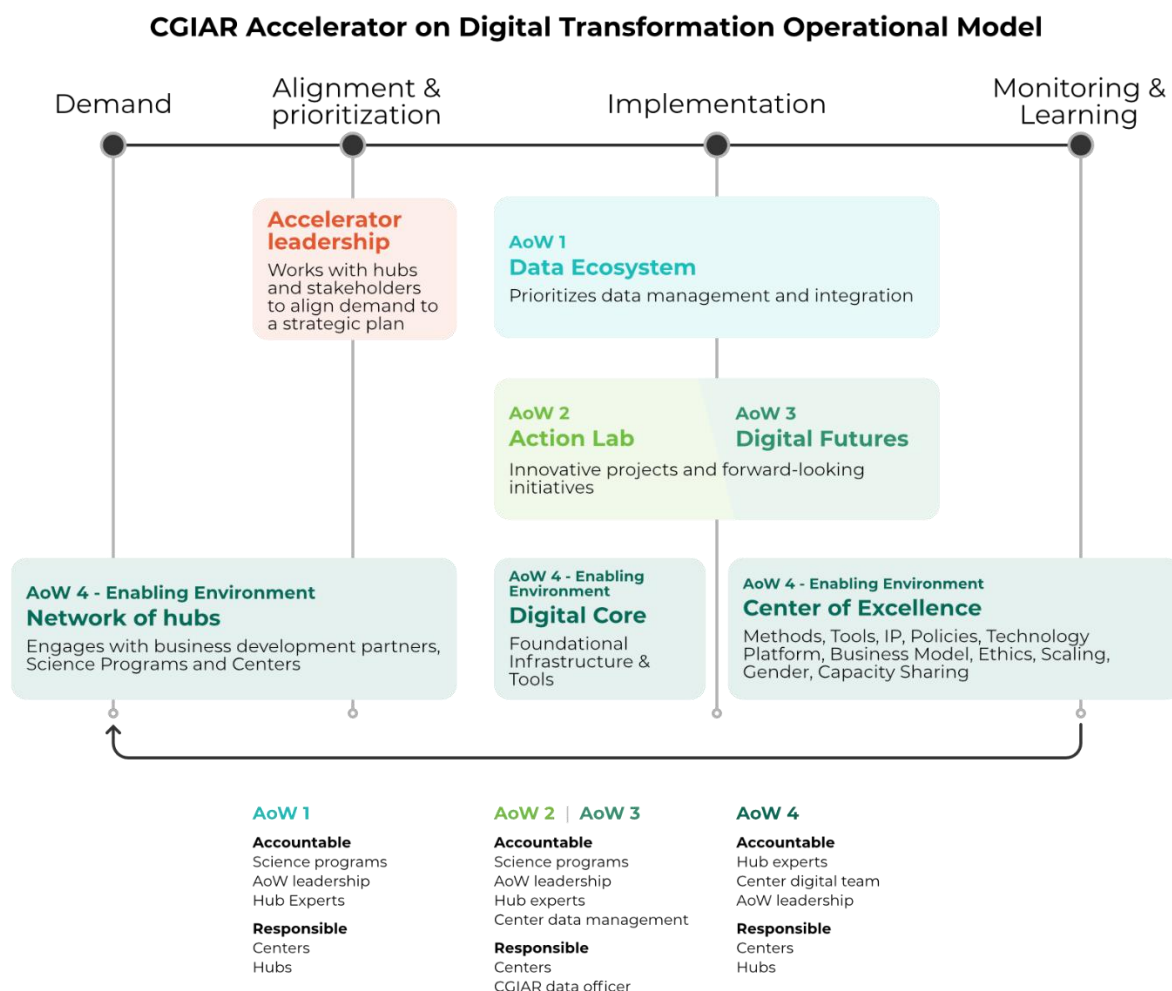 CGIAR Accelerator on Digital Transformation Operational Model
Demand
Alignment &
prioritization
Implementation
Monitoring &
Learning
Accelerator
leadership
Works with hubs
and stakeholders
to align demand to
a strategic plan
AoW 1
Data Ecosystem
Prioritizes data management and integration
AoW 2
Action Lab
AoW 3
Digital Futures
Innovative projects and forward-looking
initiatives
AoW 4 - Enabling Environment
Network of hubs
Engages with business development partners,
Science Programs and Centers
AoW 4 - Enabling
Environment
Digital Core
Foundational
Infrastructure &
Tools
AoW 4 - Enabling Environment
Center of Excellence
Methods, Tools, IP, Policies, Technology
Platform, Business Model, Ethics, Scaling,
Gender, Capacity Sharing
AoW 1
Accountable
Science programs
AoW leadership
Hub Experts
Responsible
Centers
Hubs
AoW 2 | AoW 3
Accountable
Science programs
AoW leadership
Hub experts
Center data management
Responsible
Centers
CGIAR data officer
AoW 4
Accountable
Hub experts
Center digital team
AoW leadership
Responsible
Centers
Hubs